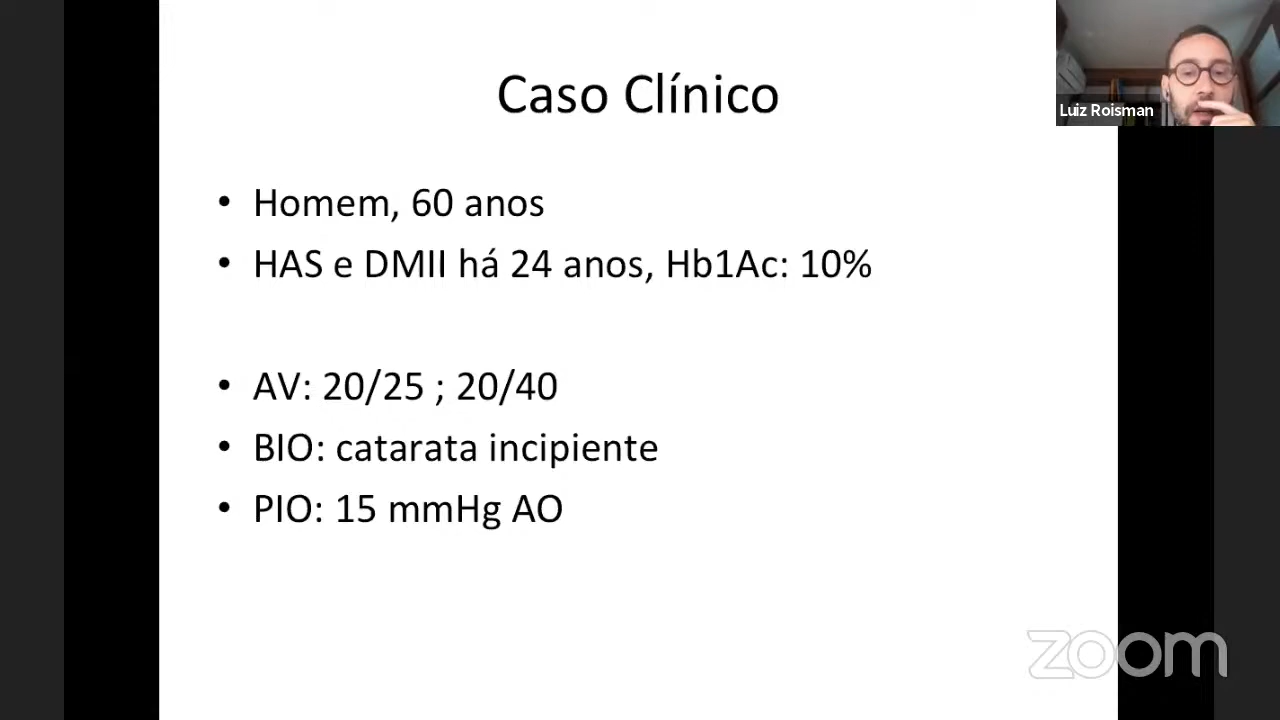 Caso Clínico
Luiz Roisman
• Homem, 60 anos
• HAS e DMII há 24 anos, Hb1Ac: 10%
• AV: 20/25 ; 20/40
• BIO: catarata incipiente
• PIO: 15 mmHg AO
zoom